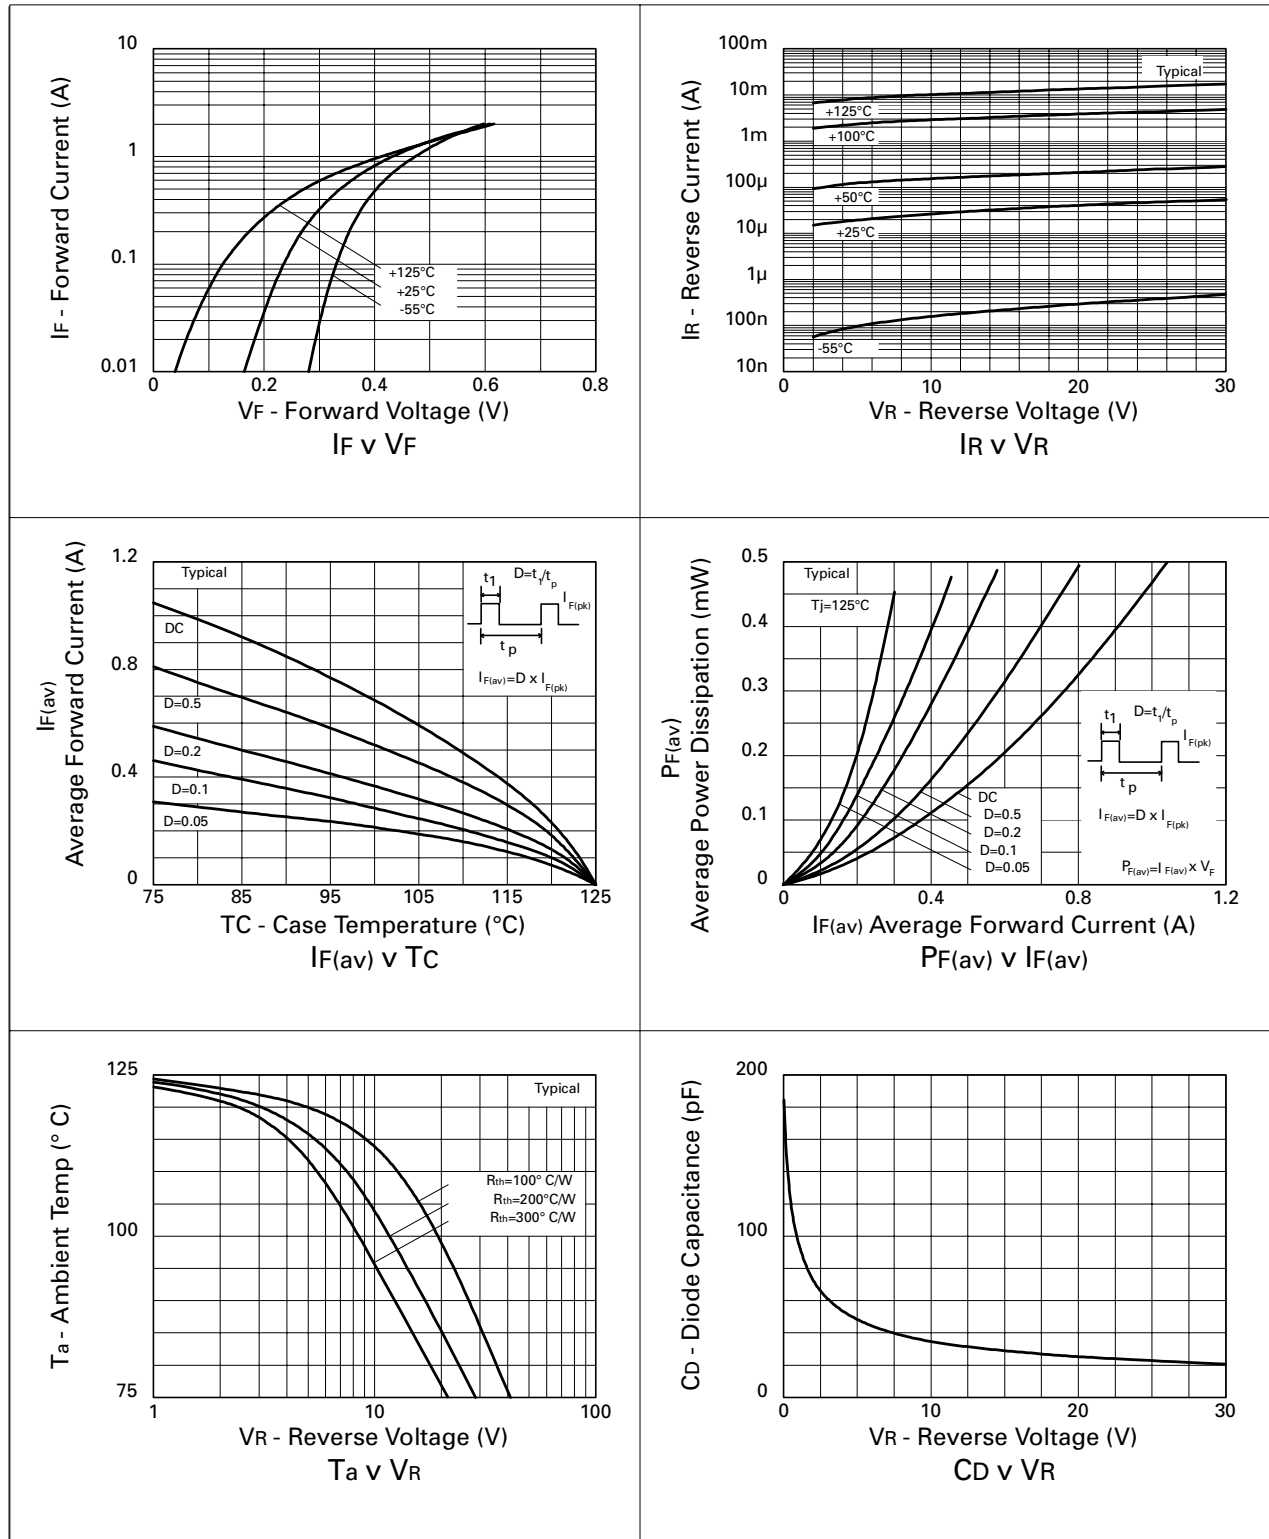 IF - Forward Current (A)
10
1
0.1
0.01
+125°C
+25°C
-55°C
0 0.2 0.4 0.6 0.8
VF - Forward Voltage (V)
IF v VF
IR - Reverse Current (A)
100m
10m
1m
100µ
10µ
1µ
100n
10n
Typical
+125°C
+100°C
+50°C
+25°C
-55°C
0 10 20 30
VR - Reverse Voltage (V)
IR v VR
IF(av)
Average Forward Current (A)
1.2
0.8
0.4
0
Typical
DC
D=0.5
D=0.2
D=0.1
D=0.05
t1 D=t1/tp
IF(pk)
tp
IF(av)=D x IF(pk)
75 85 95 105 115 125
TC - Case Temperature (°C)
IF(av) v TC
PF(av)
Average Power Dissipation (mW)
0.5
0.4
0.3
0.2
0.1
0
Typical
Tj=125°C
DC
D=0.5
D=0.2
D=0.1
D=0.05
t1 D=t1/tp
IF(pk)
tp
IF(av)=D x IF(pk)
PF(av)=IF(av) x VF
0 0.4 0.8 1.2
IF(av) Average Forward Current (A)
PF(av) v IF(av)
Ta - Ambient Temp (° C)
125
100
75
Typical
Rth=100° C/W
Rth=200°C/W
Rth=300° C/W
1 10 100
VR - Reverse Voltage (V)
Ta v VR
CD - Diode Capacitance (pF)
200
100
0
0 10 20 30
VR - Reverse Voltage (V)
CD v VR